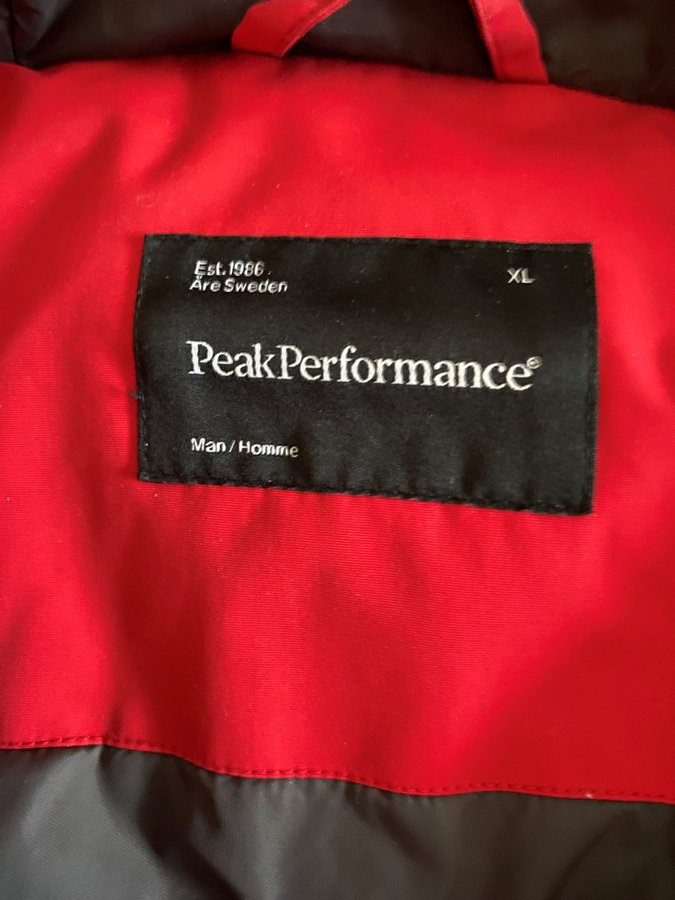 Est. 1986
XL
Åre Sweden
PeakPerformance®
Man / Homme